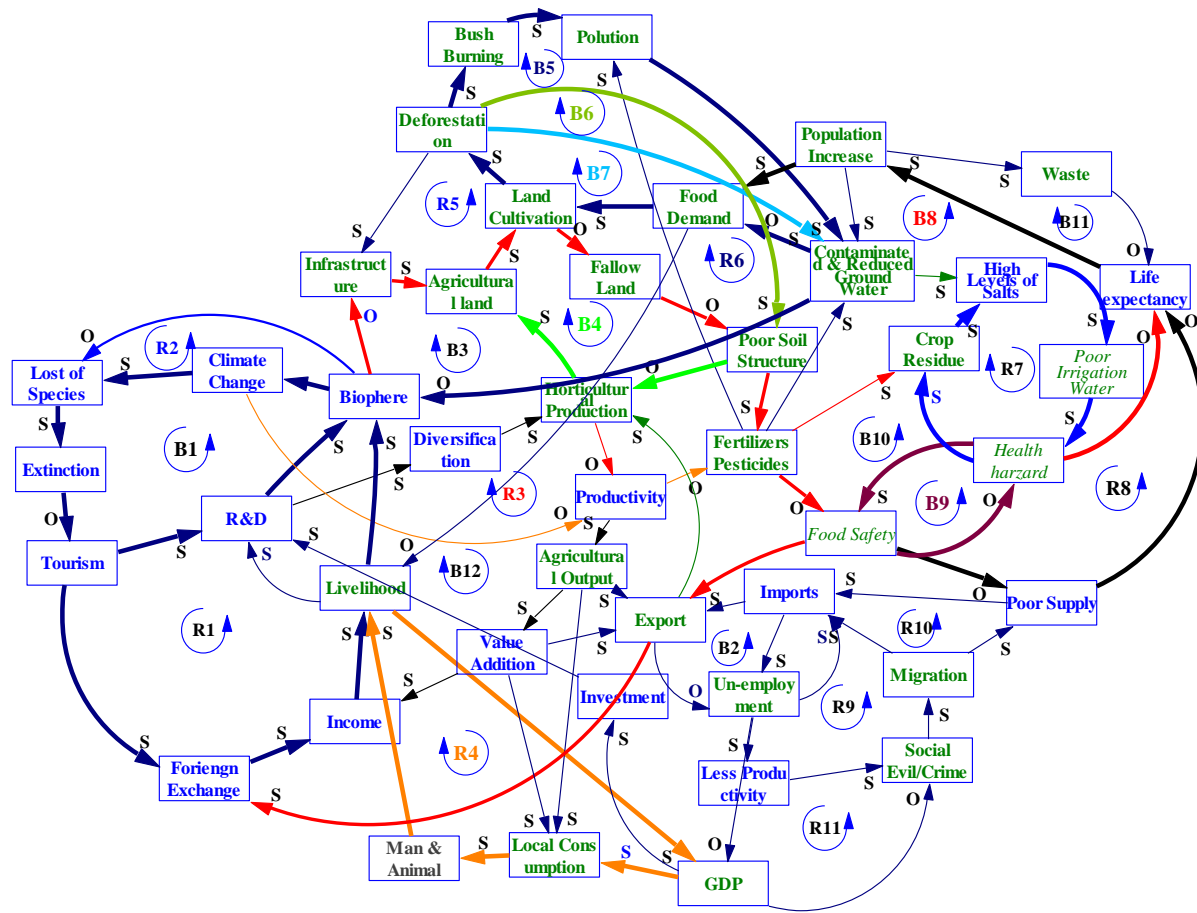 Bush
Burning
S
Polution
B5
S
S
B6
Deforestati
on
Population
Increase
S
S
S
Waste
S
B7
R5
Land
Cultivation
S
Food
Demand
B8
B11
S
O
O
S
S
S
R6
Contaminate
d & Reduced
Ground
Water
S
High
Levels of
Salts
O
Life
expectancy
Infrastruct
ure
S
Agricultura
l land
S
Fallow
Land
O
S
B4
Poor Soil
Structure
S
S
Crop
Residue
S
R7
S
Poor
Irrigation
Water
O
O
O
R2
Climate
Change
S
Lost of
Species
O
B3
S
O
Biophere
O
Horticultur
al
Production
O
S
S
S
S
B1
Extinction
Diversifica
tion
S
S
S
Fertilizers
Pesticides
S
B10
S
Health
harzard
O
R3
O
Productivity
S
O
S
O
B9
O
R8
R&D
O
S
S
S
O
Food Safety
Tourism
S
S
O
B12
Agricultura
l Output
S
Imports
S
O
Poor Supply
Livelihood
S
S
S
Export
S
R1
Value
Addition
S
B2
SS
R10
S
Migration
S
Un-employ
ment
S
O
Investment
R9
S
Income
S
S
S
R4
S
Social
Evil/Crime
S
Foriengn
Exchange
S
Less Produ
ctivity
S
O
R11
S
S
Man &
Animal
S
Local Cons
umption
S
S
S
O
GDP